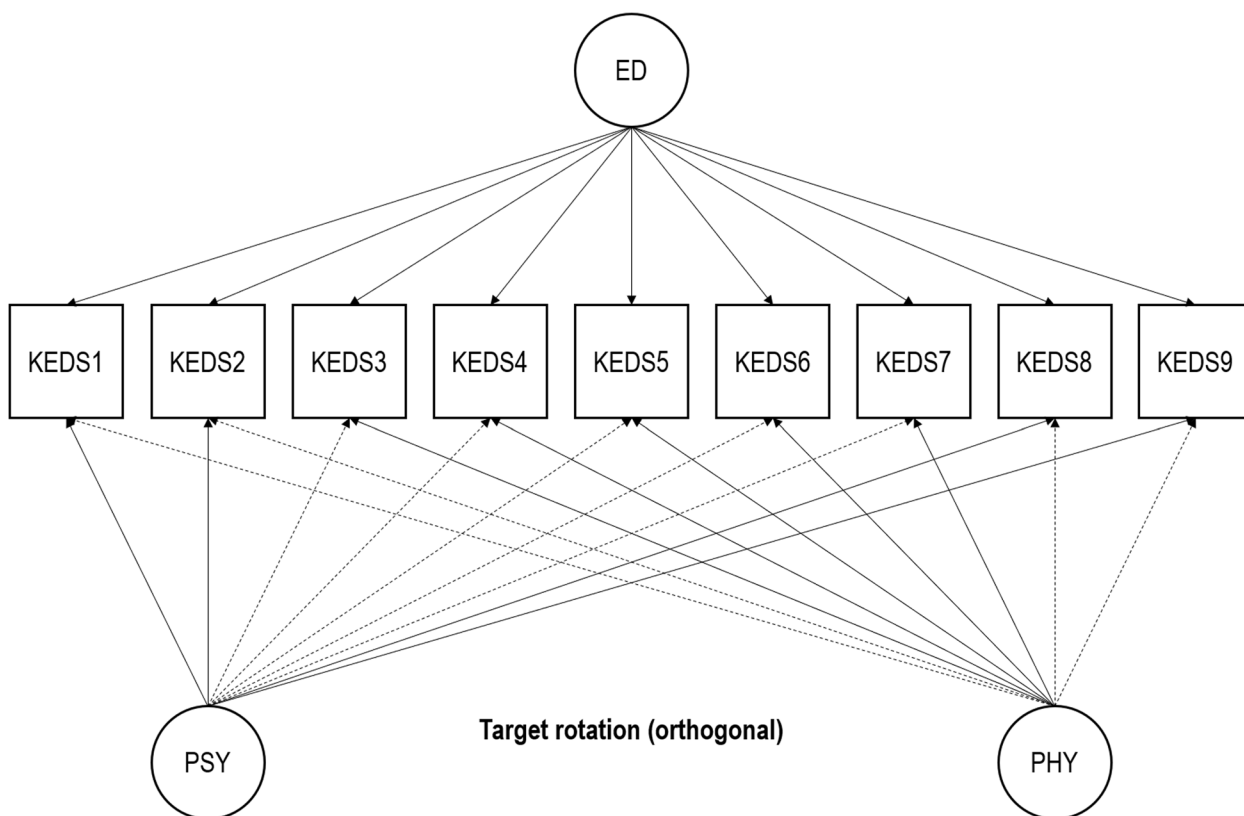 ED
KEDS1
KEDS2
KEDS3
KEDS4
KEDS5
KEDS6
KEDS7
KEDS8
KEDS9
Target rotation (orthogonal)
PSY
PHY